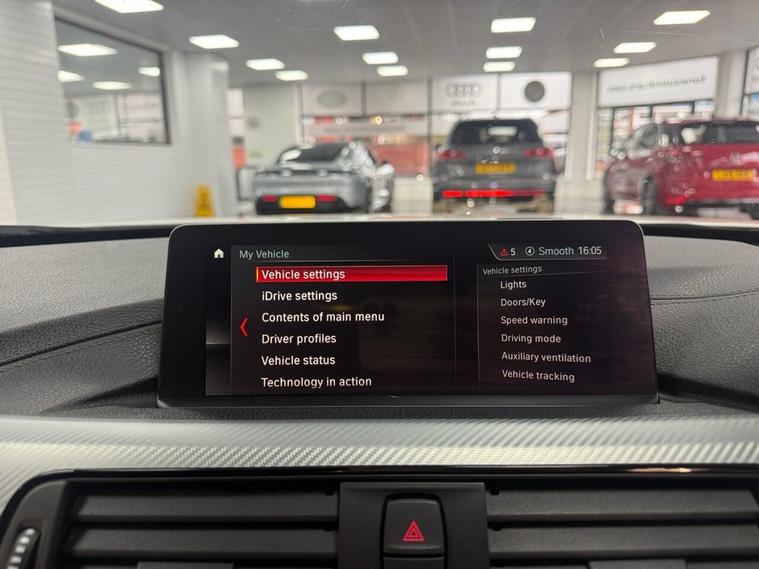 My Vehicle
5 Smooth 16:05
Vehicle settings
iDrive settings
Contents of main menu
Driver profiles
Vehicle status
Technology in action
Vehicle settings
Lights
Doors/Key
Speed warning
Driving mode
Auxiliary ventilation
Vehicle tracking